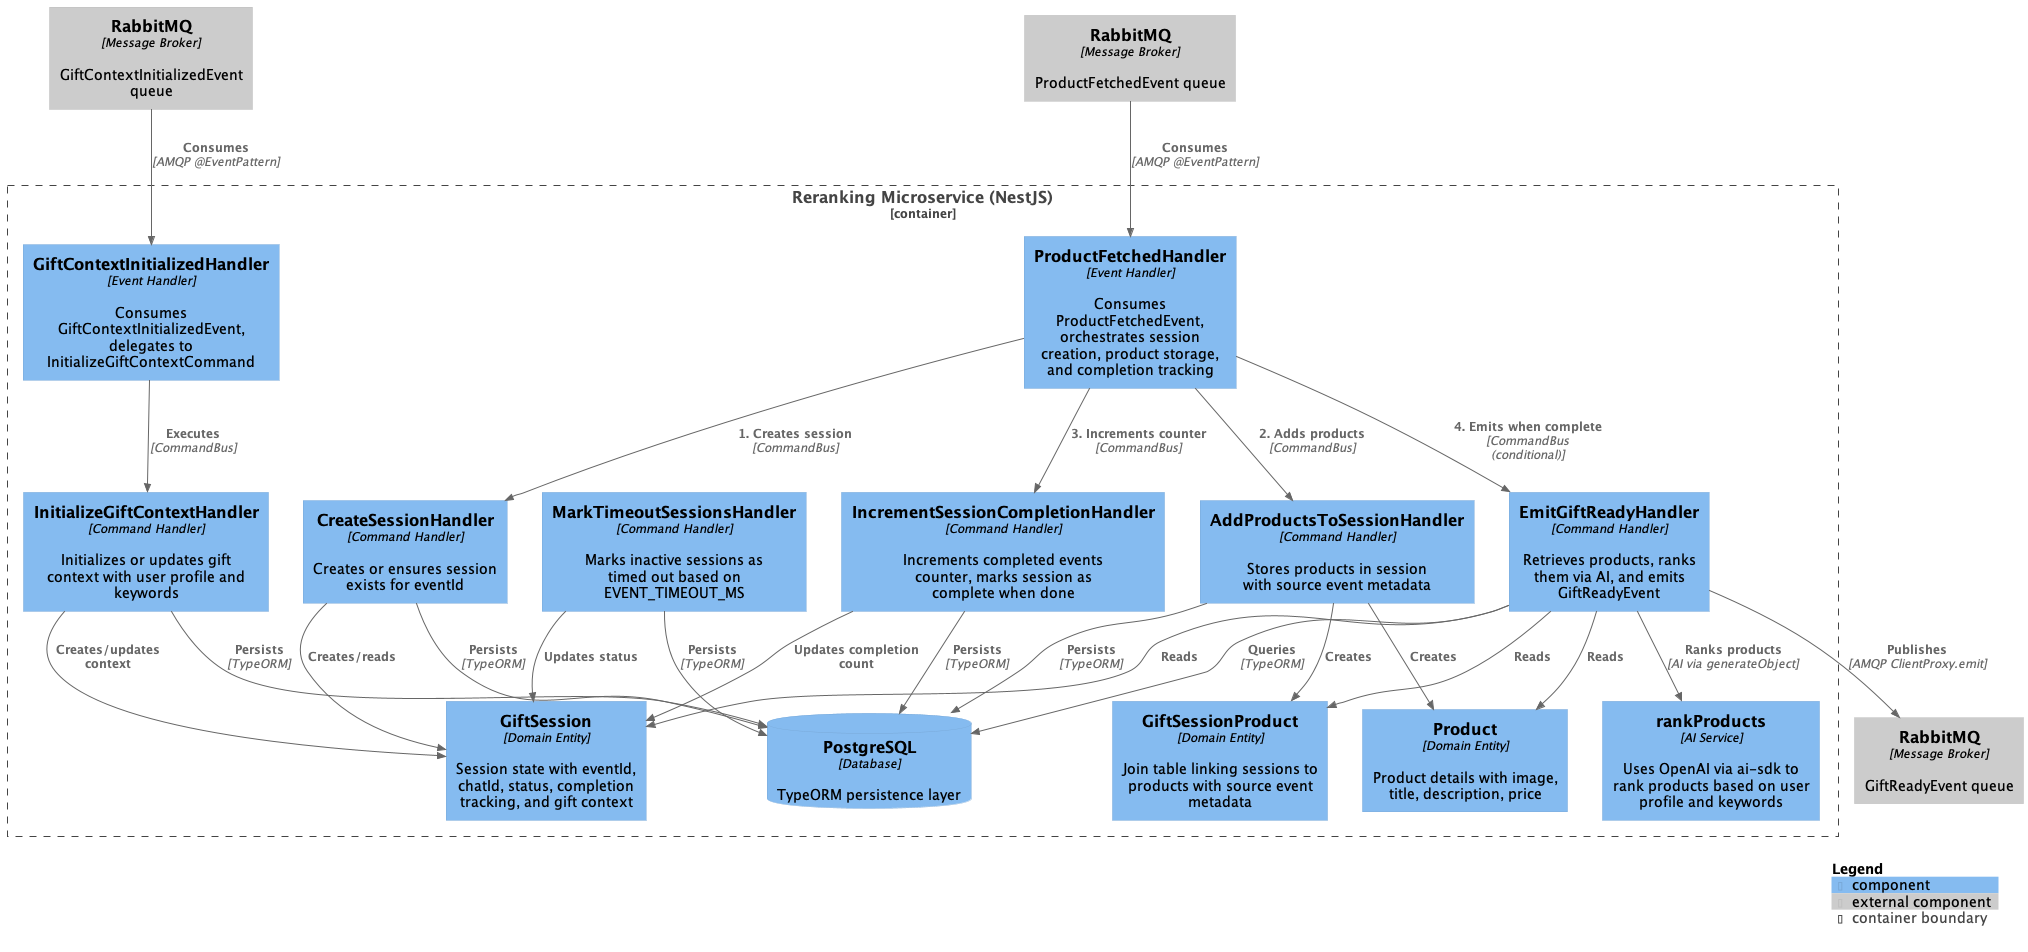 RabbitMQ
[Message Broker]
GiftContextInitializedEvent
queue
RabbitMQ
[Message Broker]
ProductFetchedEvent queue
Consumes
[AMQP @EventPattern]
Consumes
[AMQP @EventPattern]
Reranking Microservice (NestJS)
[container]
GiftContextInitializedHandler
[Event Handler]
Consumes
GiftContextInitializedEvent,
delegates to
InitializeGiftContextCommand
ProductFetchedHandler
[Event Handler]
Consumes
ProductFetchedEvent,
orchestrates session
creation, product storage,
and completion tracking
Executes
[CommandBus]
1. Creates session
[CommandBus]
3. Increments counter
[CommandBus]
2. Adds products
[CommandBus]
4. Emits when complete
[CommandBus
(conditional)]
InitializeGiftContextHandler
[Command Handler]
Initializes or updates gift
context with user profile and
keywords
CreateSessionHandler
[Command Handler]
Creates or ensures session
exists for eventId
MarkTimeoutSessionsHandler
[Command Handler]
Marks inactive sessions as
timed out based on
EVENT_TIMEOUT_MS
IncrementSessionCompletionHandler
[Command Handler]
Increments completed events
counter, marks session as
complete when done
AddProductsToSessionHandler
[Command Handler]
Stores products in session
with source event metadata
EmitGiftReadyHandler
[Command Handler]
Retrieves products, ranks
them via AI, and emits
GiftReadyEvent
Creates/updates
context
Persists
[TypeORM]
Creates/reads
Persists
[TypeORM]
Updates status
Persists
[TypeORM]
Updates completion
count
Persists
[TypeORM]
Persists
[TypeORM]
Reads
Queries
[TypeORM]
Creates
Creates
Reads
Reads
Ranks products
[AI via generateObject]
Publishes
[AMQP ClientProxy.emit]
GiftSession
[Domain Entity]
Session state with eventId,
chatId, status, completion
tracking, and gift context
PostgreSQL
[Database]
TypeORM persistence layer
GiftSessionProduct
[Domain Entity]
Join table linking sessions to
products with source event
metadata
Product
[Domain Entity]
Product details with image,
title, description, price
rankProducts
[AI Service]
Uses OpenAI via ai-sdk to
rank products based on user
profile and keywords
RabbitMQ
[Message Broker]
GiftReadyEvent queue
Legend
component
external component
container boundary